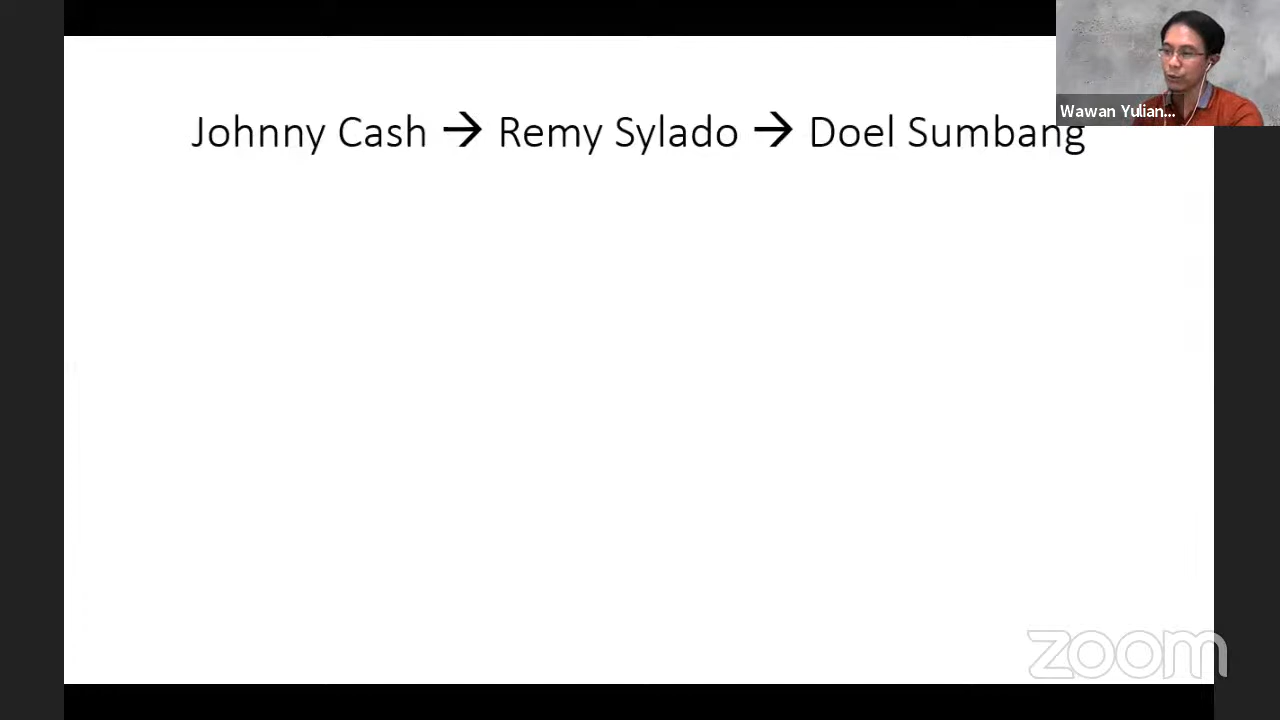 Johnny Cash → Remy Sylado → Doel Sumbang
Wawan Yulian...
zoom